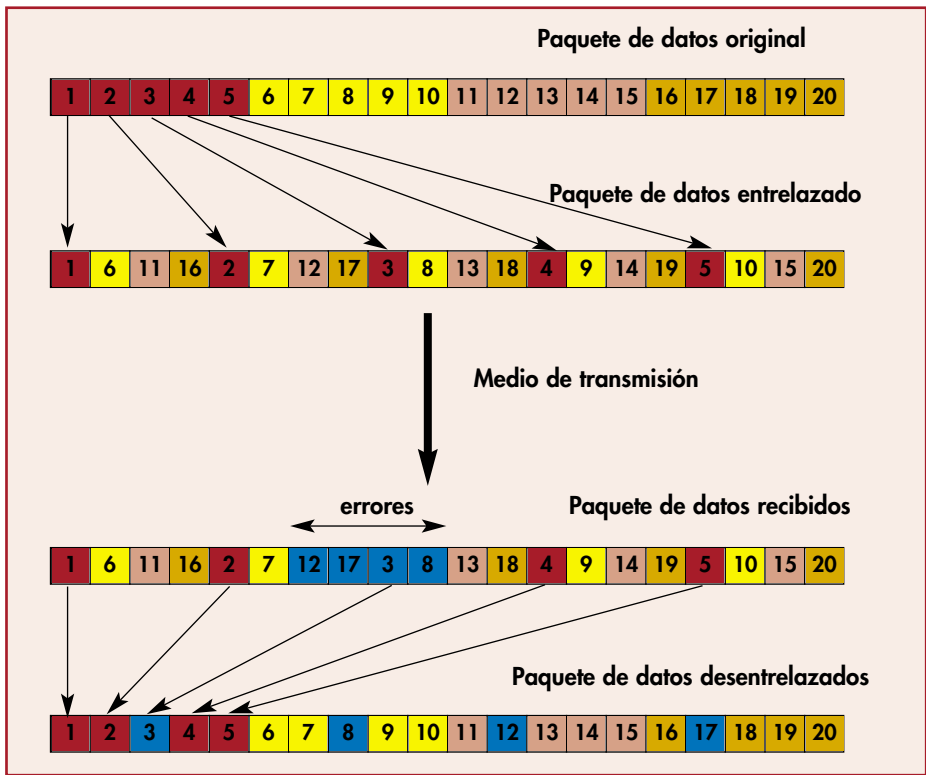 Paquete de datos original
1 2 3 4 5 6 7 8 9 10 11 12 13 14 15 16 17 18 19 20
Paquete de datos entrelazado
1 6 11 16 2 7 12 17 3 8 13 18 4 9 14 19 5 10 15 20
Medio de transmisión
errores
Paquete de datos recibidos
1 6 11 16 2 7 12 17 3 8 13 18 4 9 14 19 5 10 15 20
Paquete de datos desentrelazados
1 2 3 4 5 6 7 8 9 10 11 12 13 14 15 16 17 18 19 20